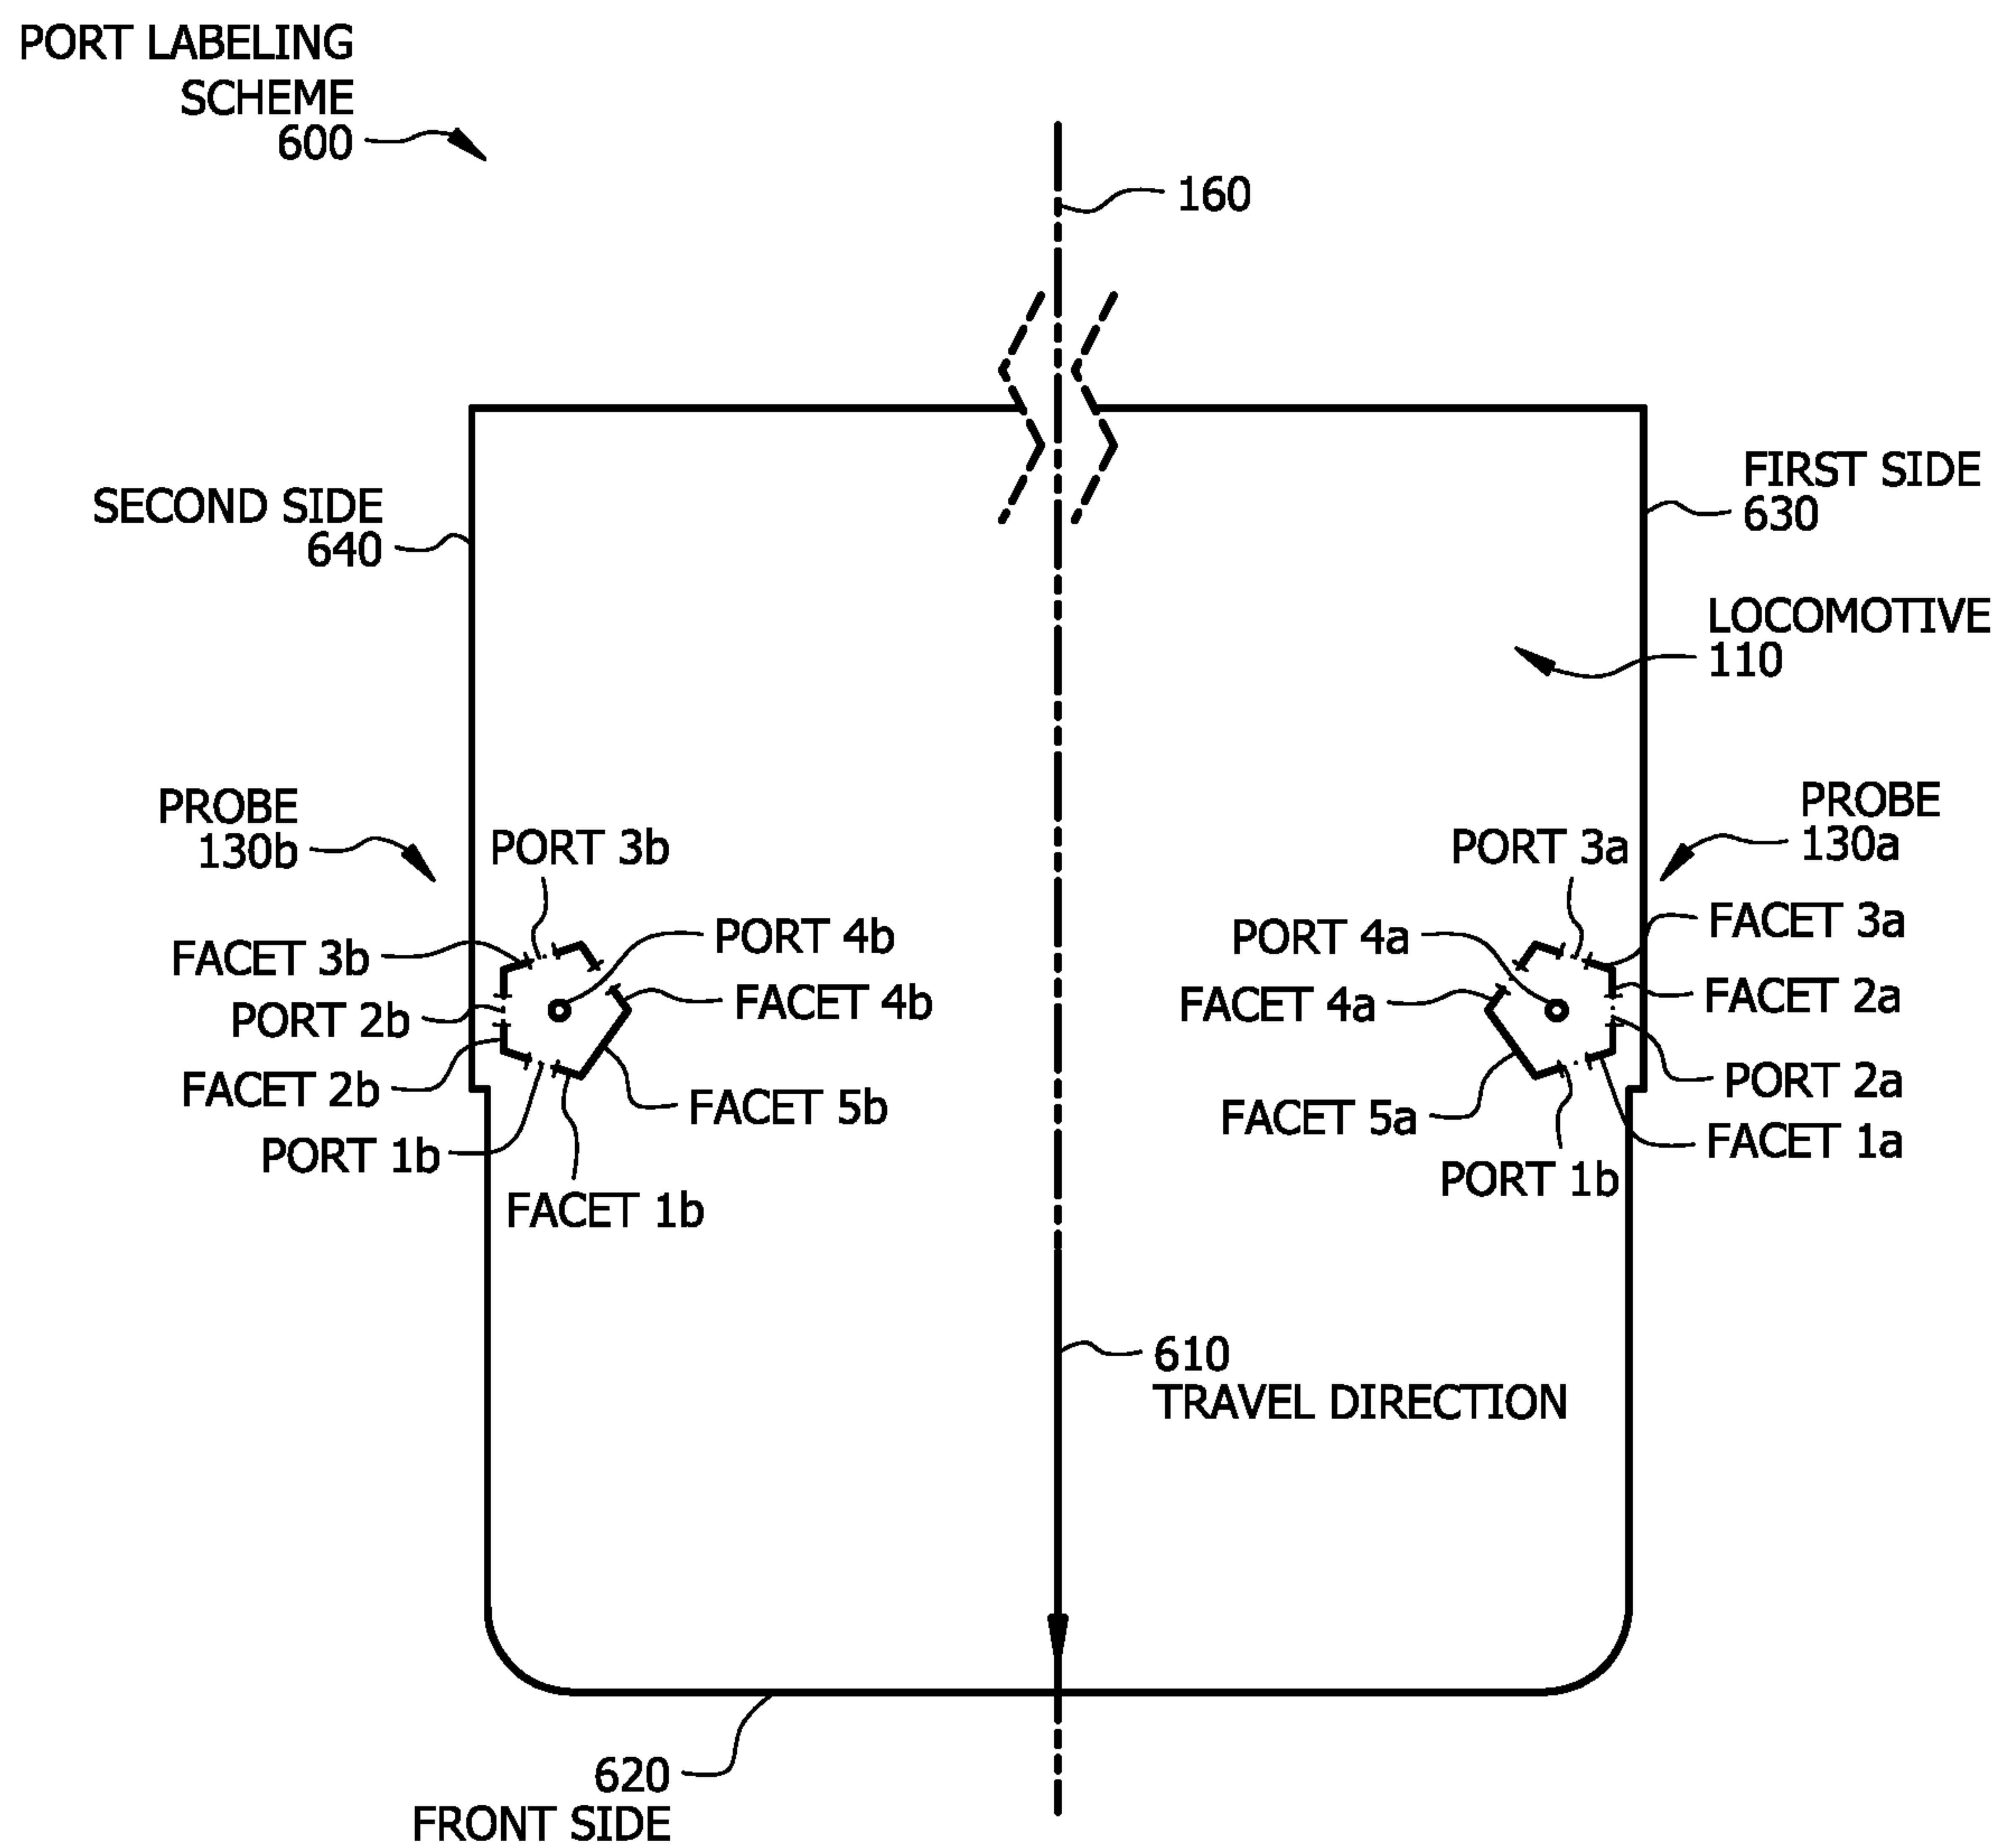 PORT LABELING
SCHEME
600
160
FIRST SIDE
630
SECOND SIDE
640
LOCOMOTIVE
110
PROBE
130b
PROBE
130a
PORT 3b
PORT 3a
FACET 3b
PORT 4b
PORT 4a
FACET 3a
PORT 2b
FACET 4b
FACET 4a
FACET 2a
FACET 2b
FACET 5b
FACET 5a
PORT 2a
PORT 1b
FACET 1a
FACET 1b
PORT 1b
610
TRAVEL DIRECTION
620
FRONT SIDE